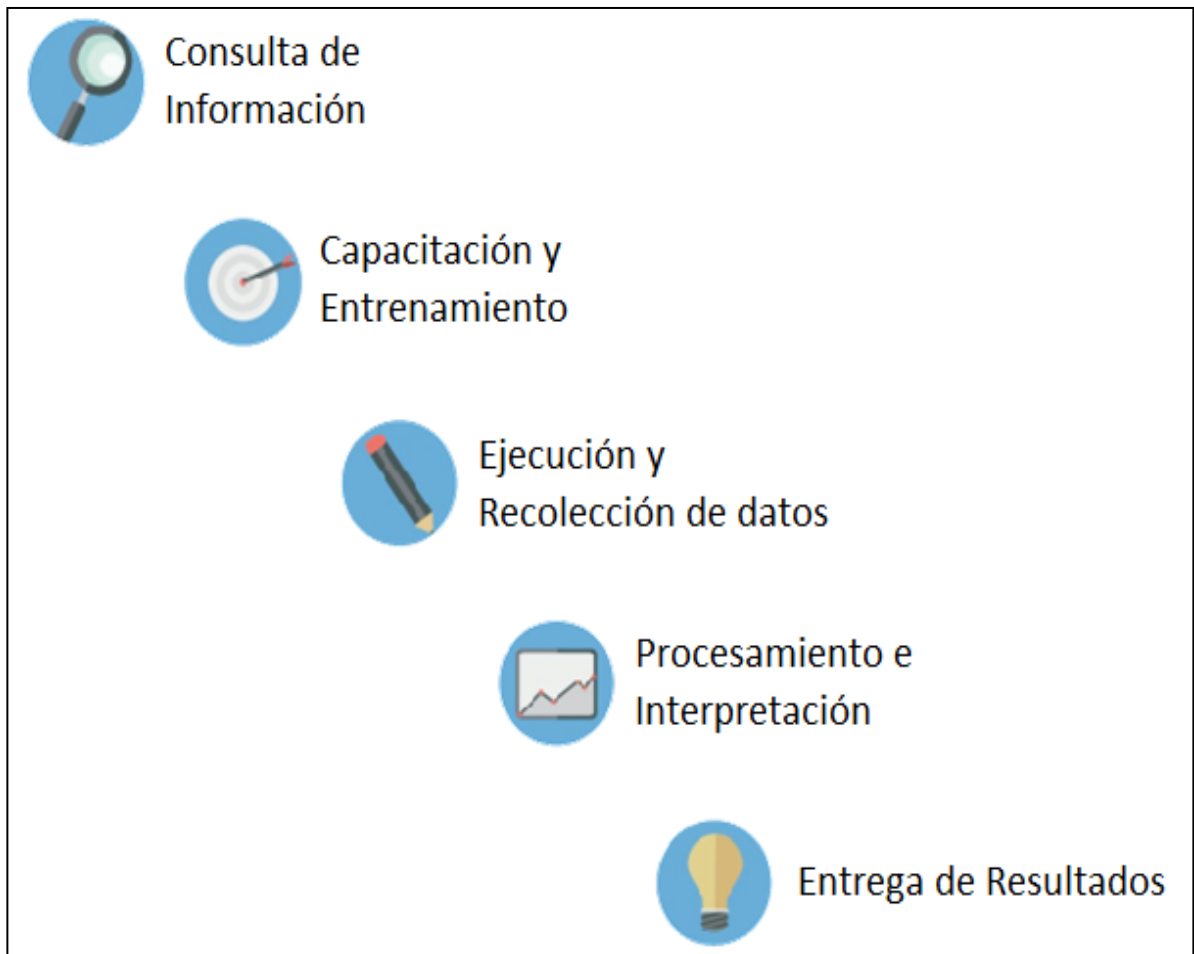 Consulta de
Información
Capacitación y
Entrenamiento
Ejecución y
Recolección de datos
Procesamiento e
Interpretación
Entrega de Resultados